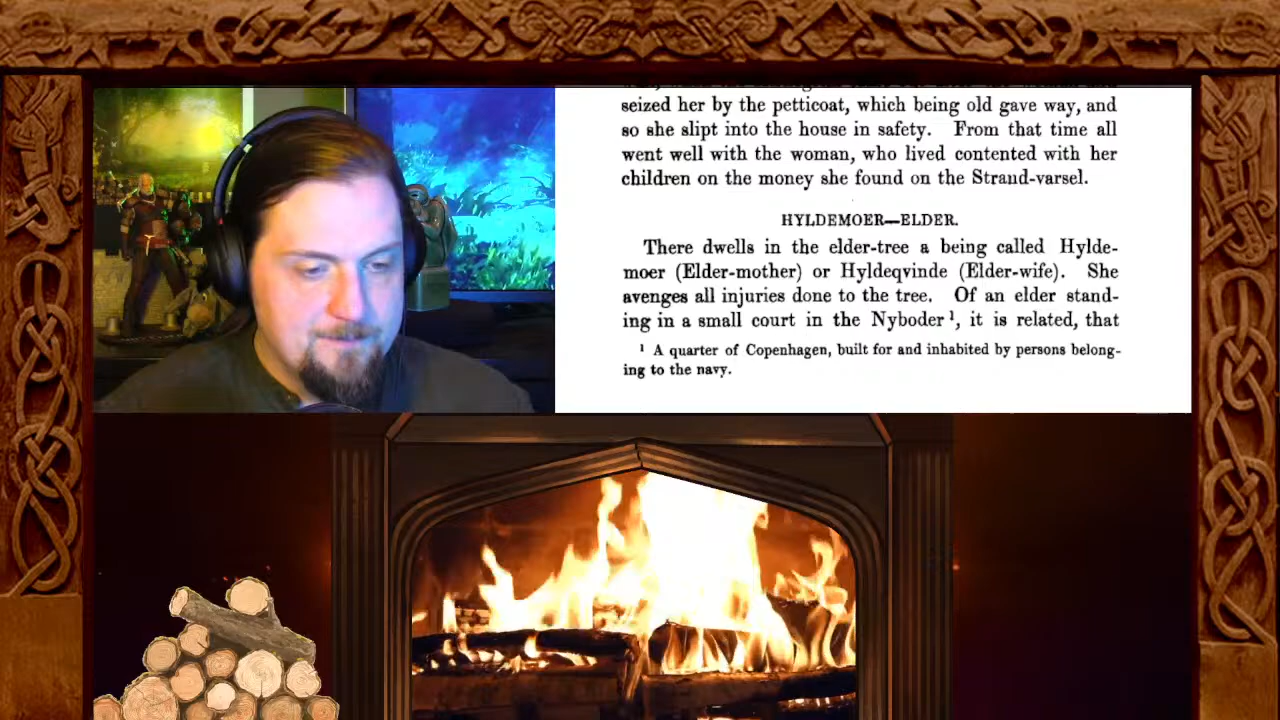 seized her by the petticoat, which being old gave way, and
so she slipt into the house in safety. From that time all
went well with the woman, who lived contented with her
children on the money she found on the Strand-varsel.
HYLDEMOER—ELDER.
There dwells in the elder-tree a being called Hylde-
moer (Elder-mother) or Hyldeqvinde (Elder-wife). She
avenges all injuries done to the tree. Of an elder stand-
ing in a small court in the Nyboder¹, it is related, that
¹ A quarter of Copenhagen, built for and inhabited by persons belong-
ing to the navy.